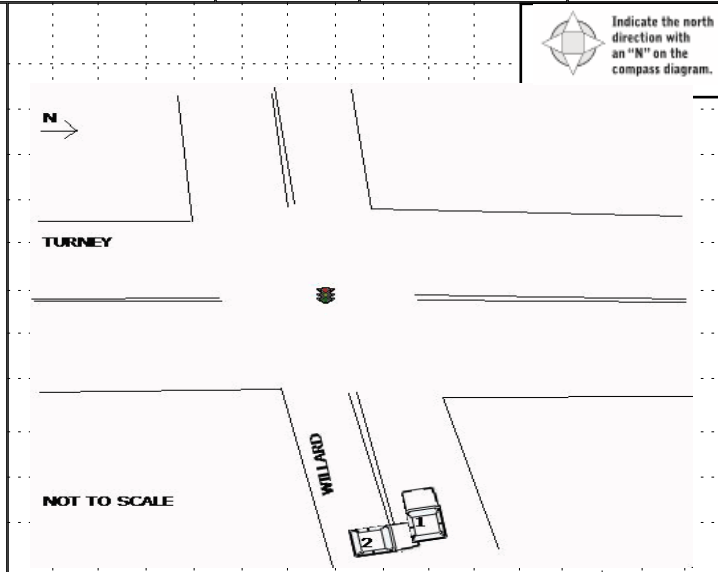 Indicate the north
direction with
an “N” on the
compass diagram.
N
TURNEY
WILLARD
NOT TO SCALE
1
2